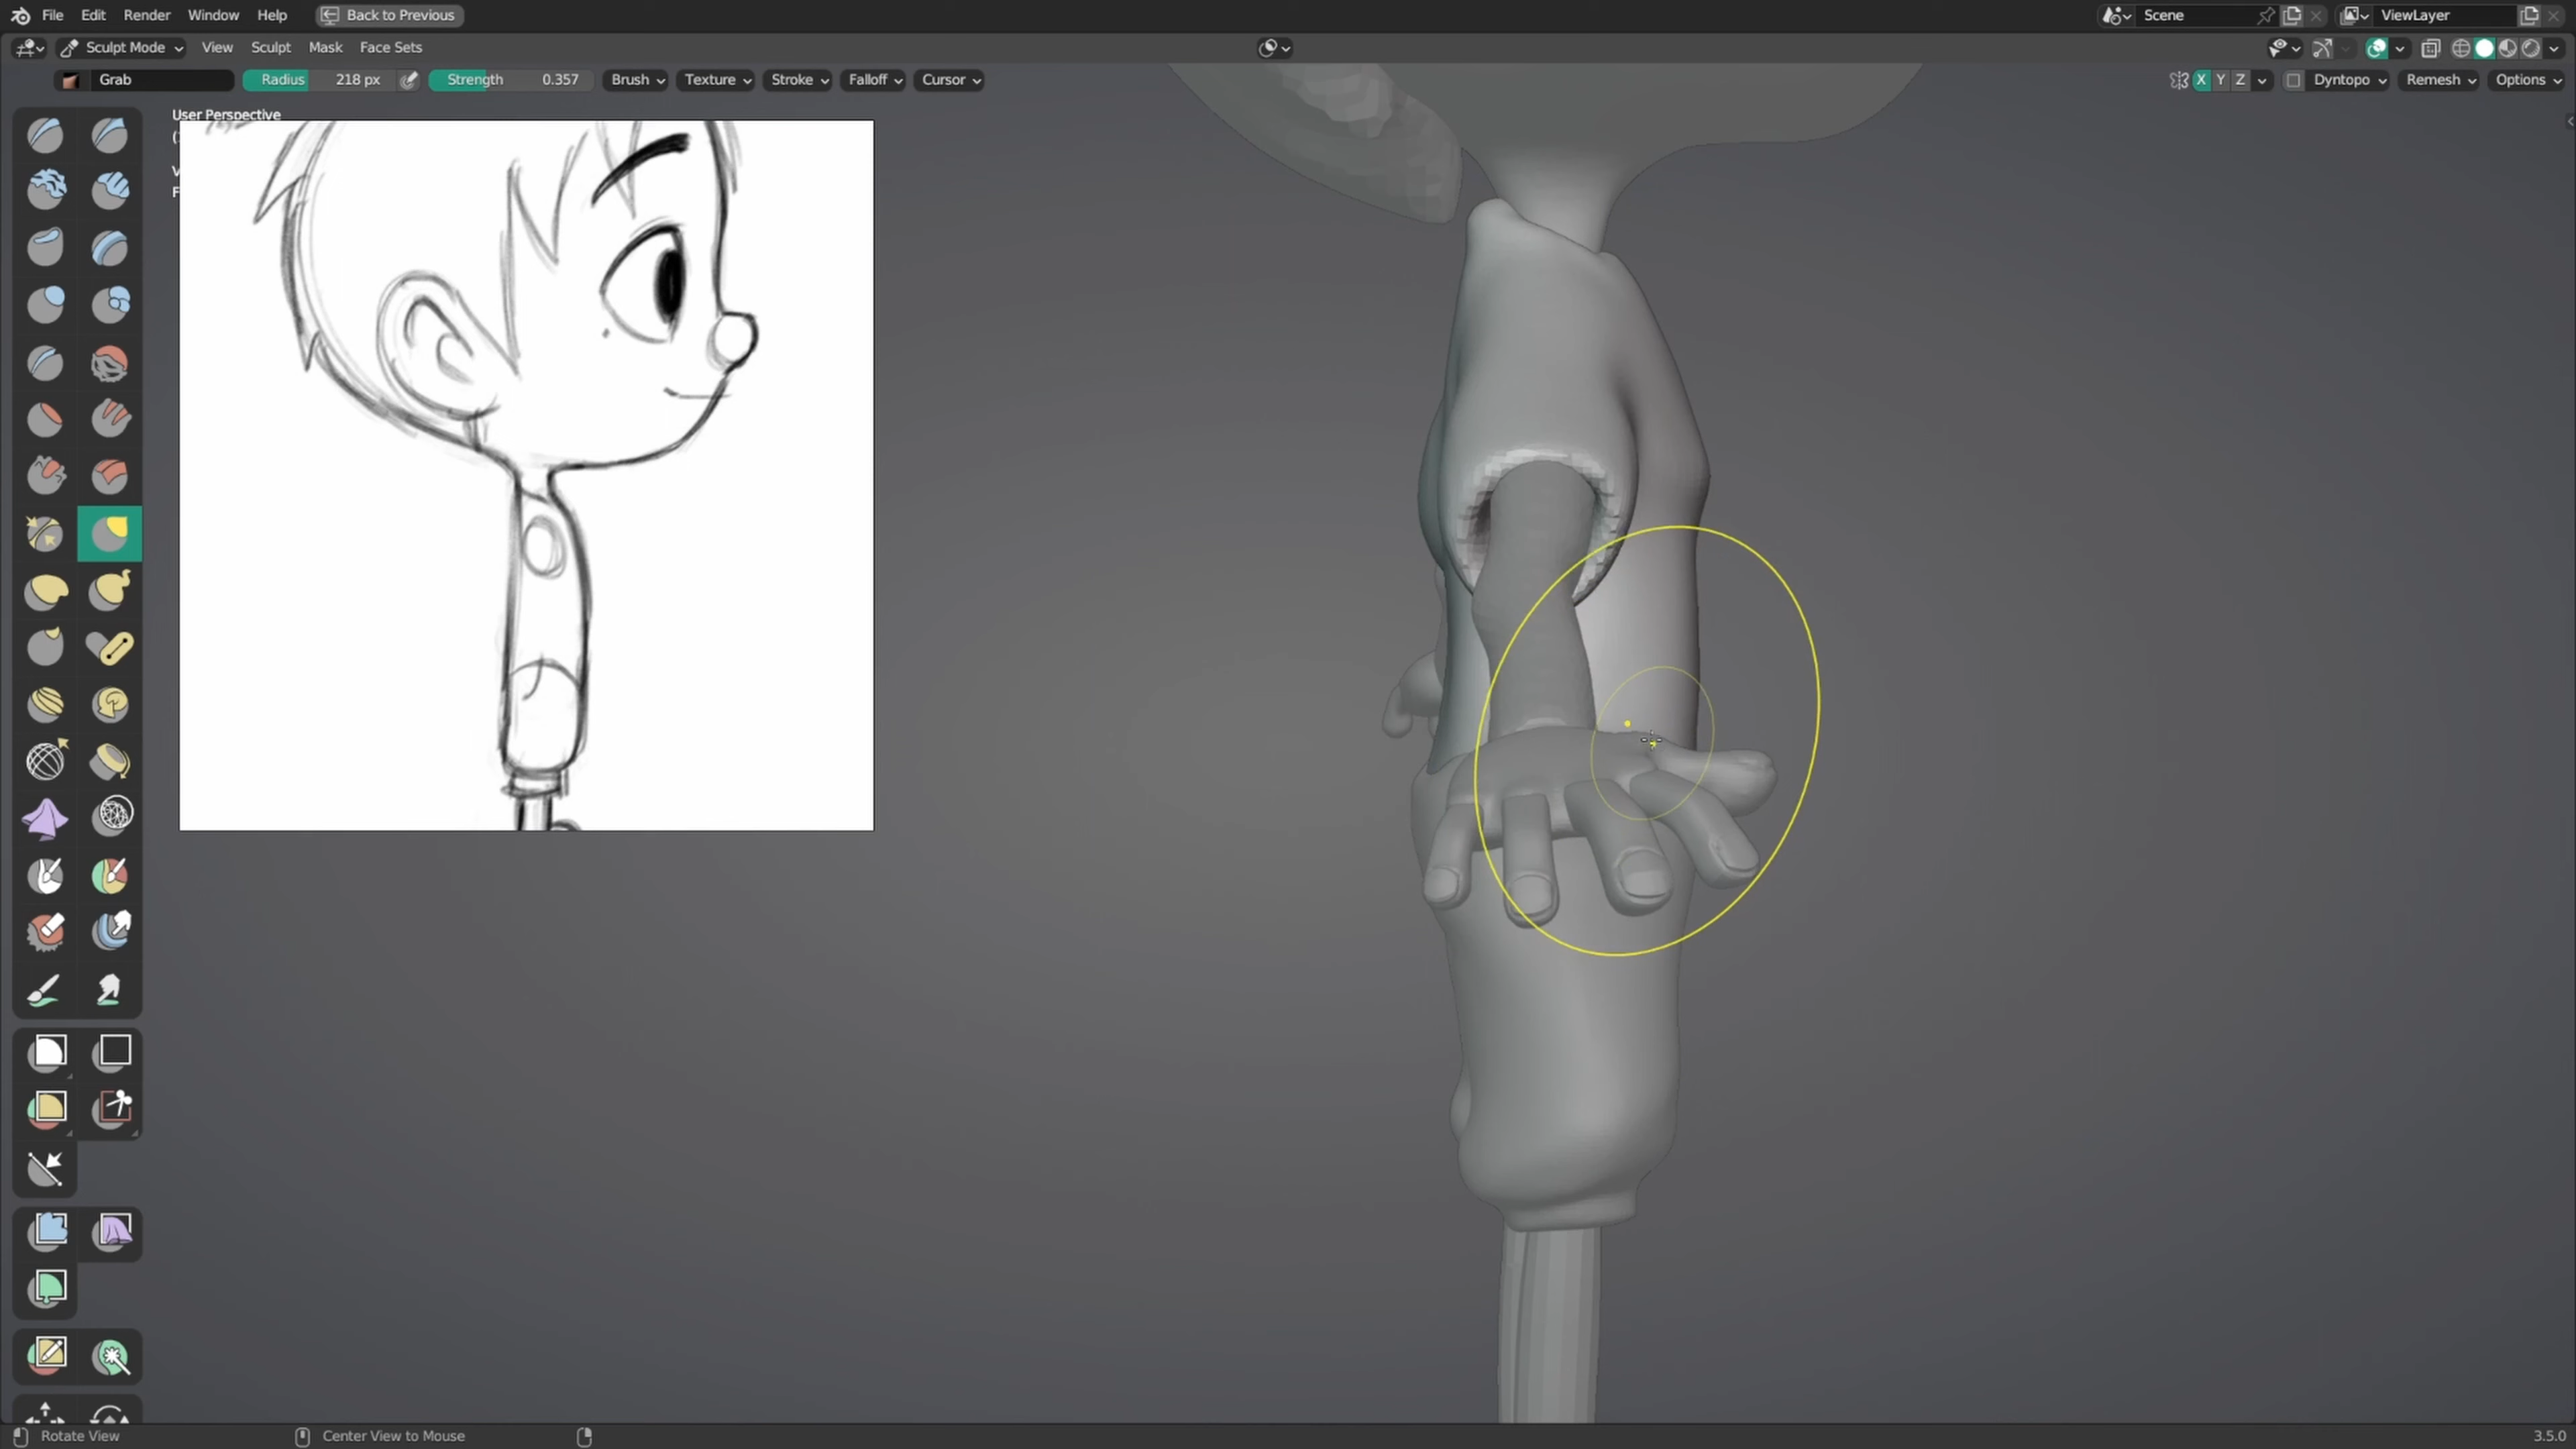 File Edit Render Window Help Back to Previous Scene ViewLayer
Sculpt Mode View Sculpt Mask Face Sets
Grab Radius 218 px Strength 0.357 Brush Texture Stroke Falloff Cursor X Y Z Dyntopo Remesh Options
User Perspective
(
V
F
Rotate View Center View to Mouse 3.5.0